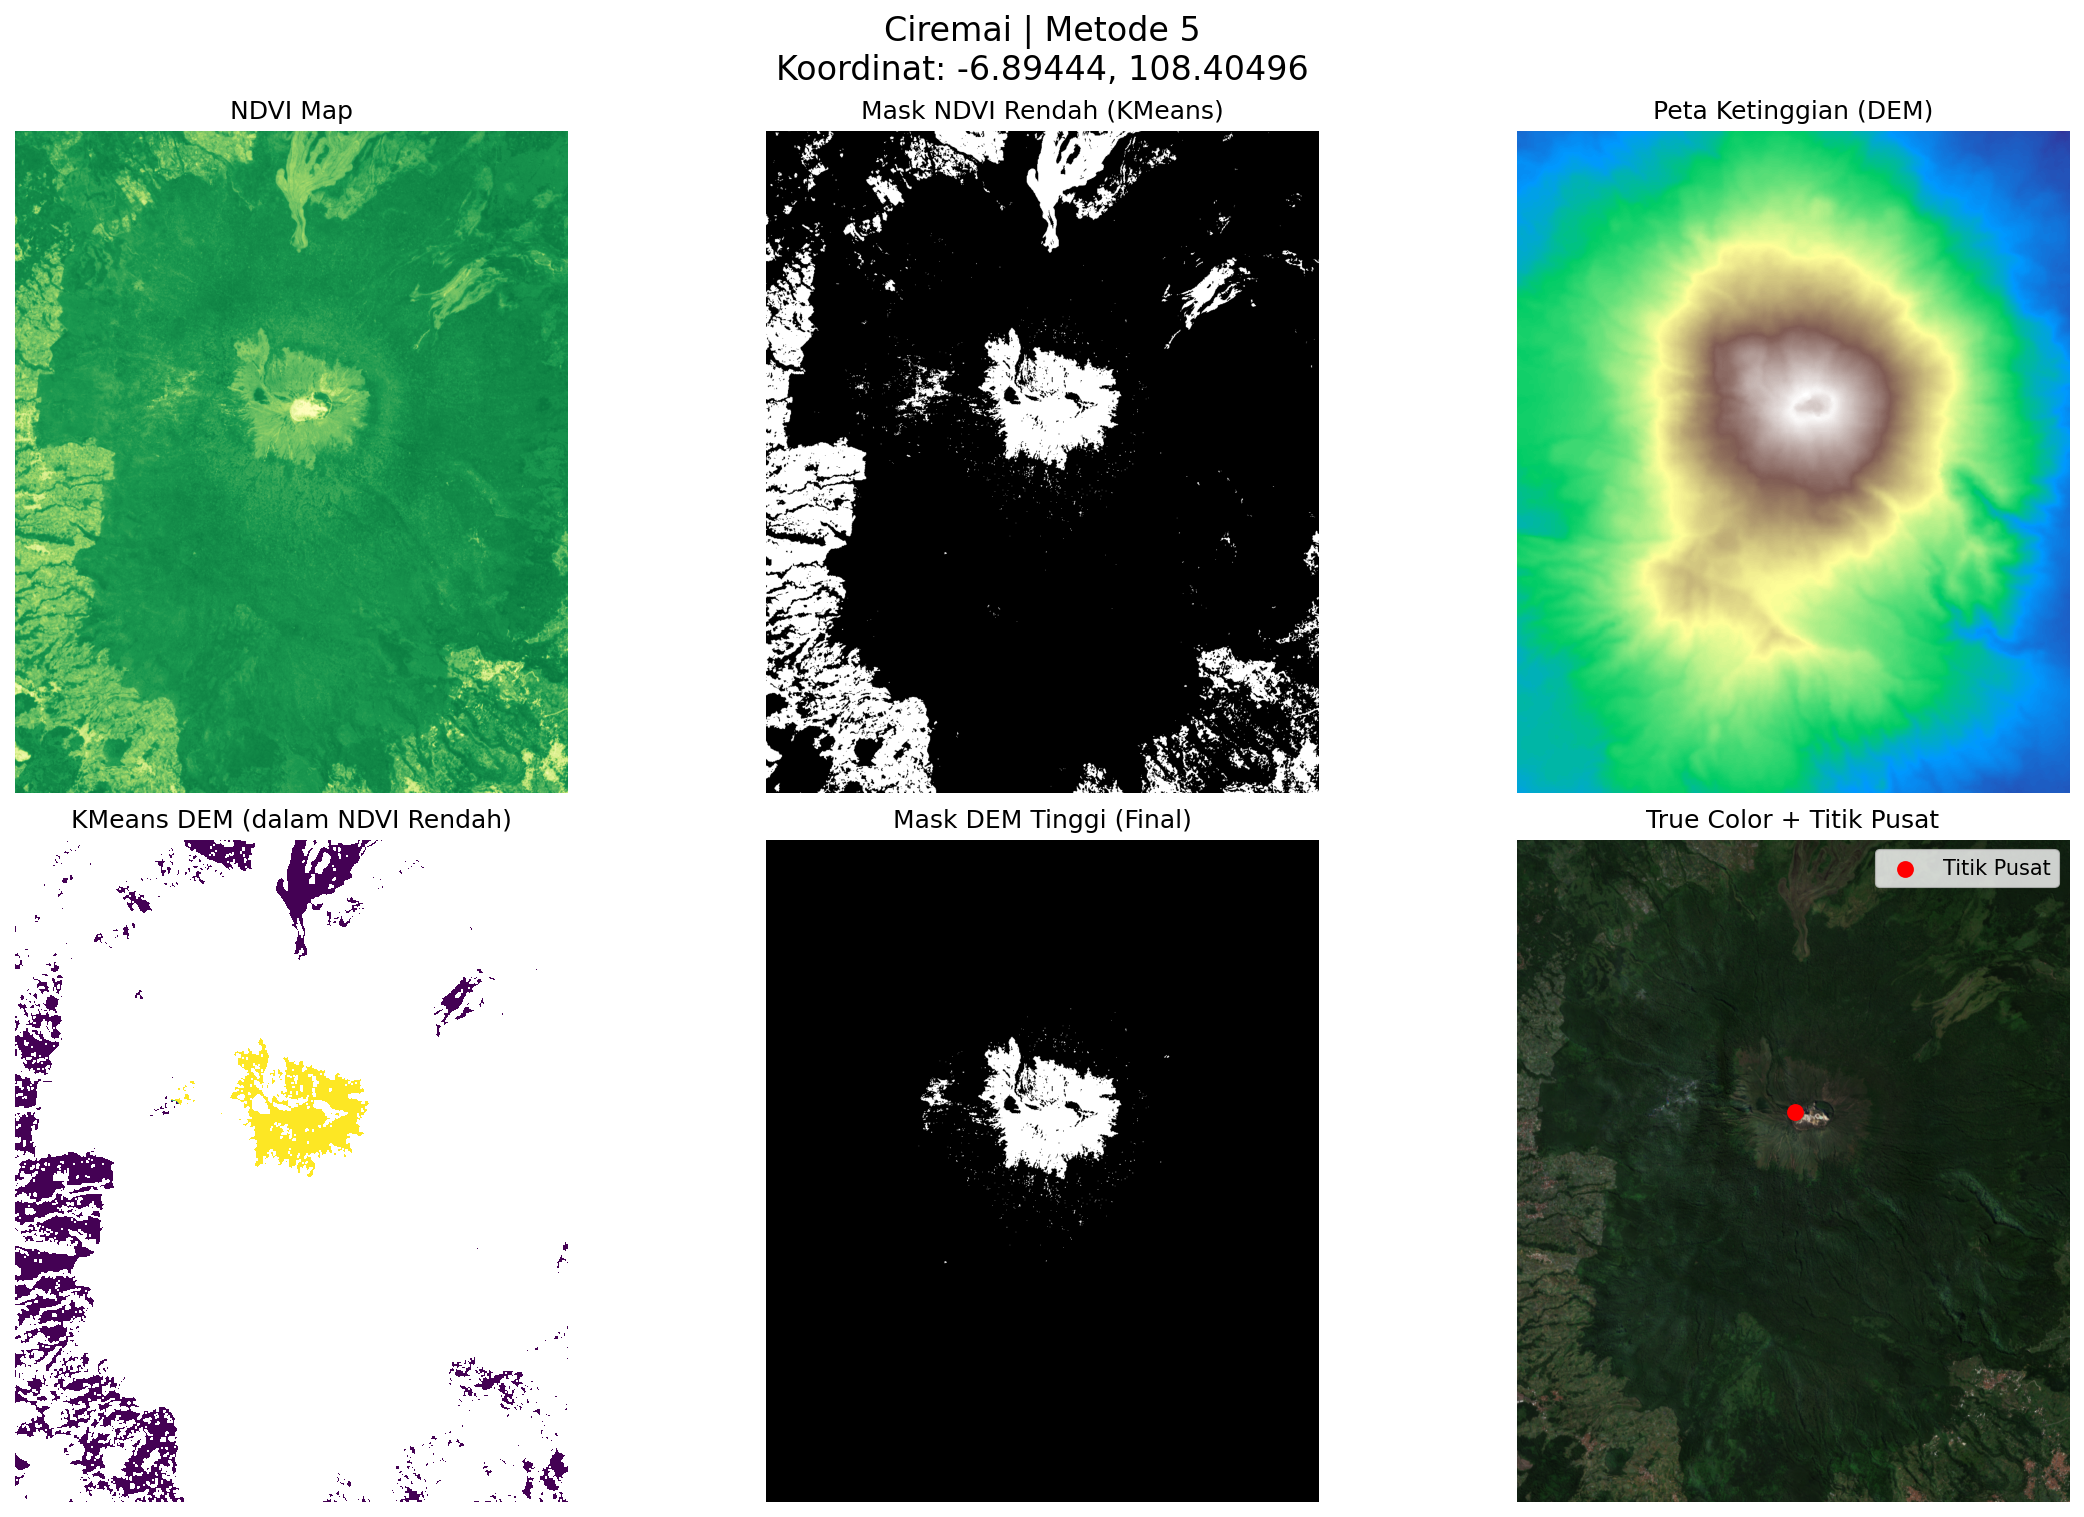 Ciremai | Metode 5
Koordinat: -6.89444, 108.40496
NDVI Map
Mask NDVI Rendah (KMeans)
Peta Ketinggian (DEM)
KMeans DEM (dalam NDVI Rendah)
Mask DEM Tinggi (Final)
True Color + Titik Pusat
Titik Pusat